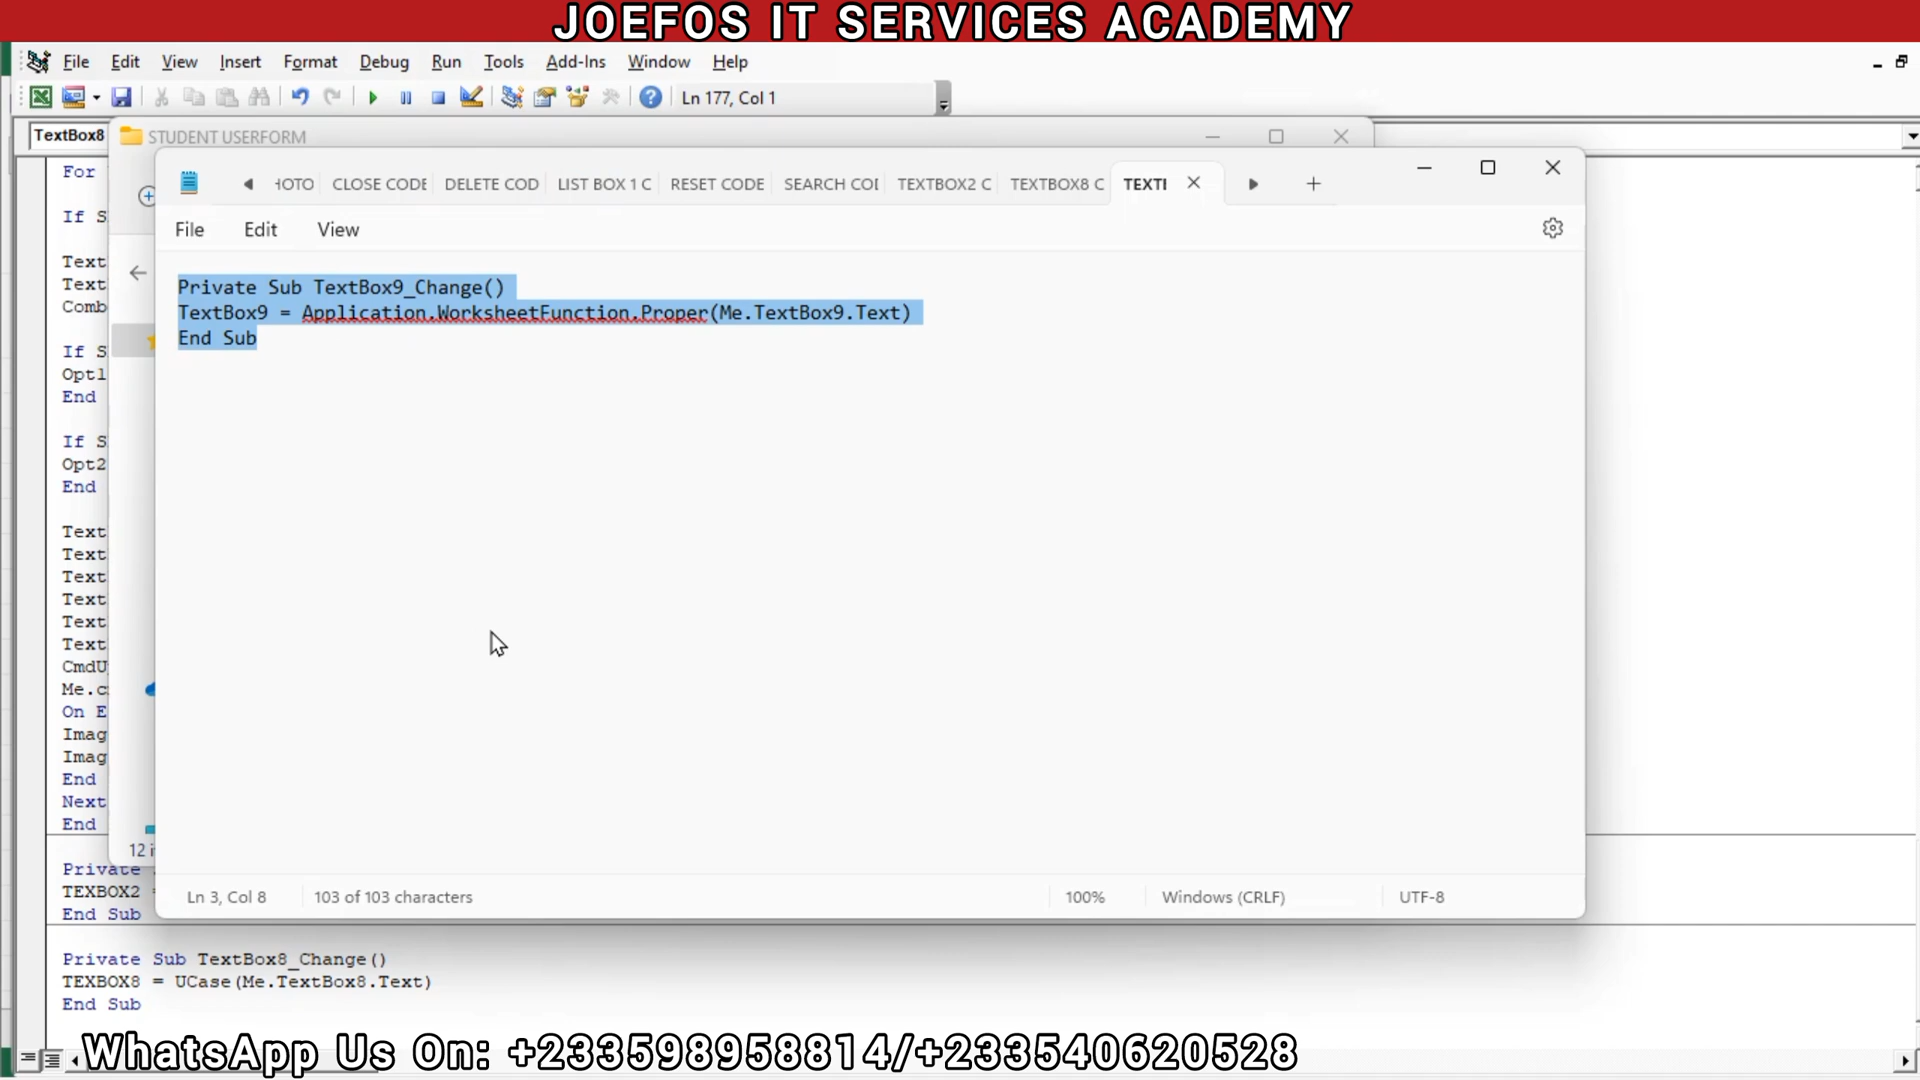 JOEFOS IT SERVICES ACADEMY
File Edit View Insert Format Debug Run Tools Add-Ins Window Help
Ln 177, Col 1
TextBox8
STUDENT USERFORM
HOTO CLOSE CODE DELETE COD LIST BOX 1 C RESET CODE SEARCH COI TEXTBOX2 C TEXTBOX8 C TEXTI
File Edit View
Private Sub TextBox9_Change()
TextBox9 = Application.WorksheetFunction.Proper(Me.TextBox9.Text)
End Sub
For
If S
Text
Text
Comb
If S
Opt1
End
If S
Opt2
End
Text
Text
Text
Text
Text
Text
CmdU
Me.c
On E
Imag
Imag
End
Next
End
12 i
Ln 3, Col 8 103 of 103 characters 100% Windows (CRLF) UTF-8
Private
TEXBOX2 =
End Sub
Private Sub TextBox8_Change()
TEXBOX8 = UCase(Me.TextBox8.Text)
End Sub
WhatsApp Us On: +233598958814/+233540620528